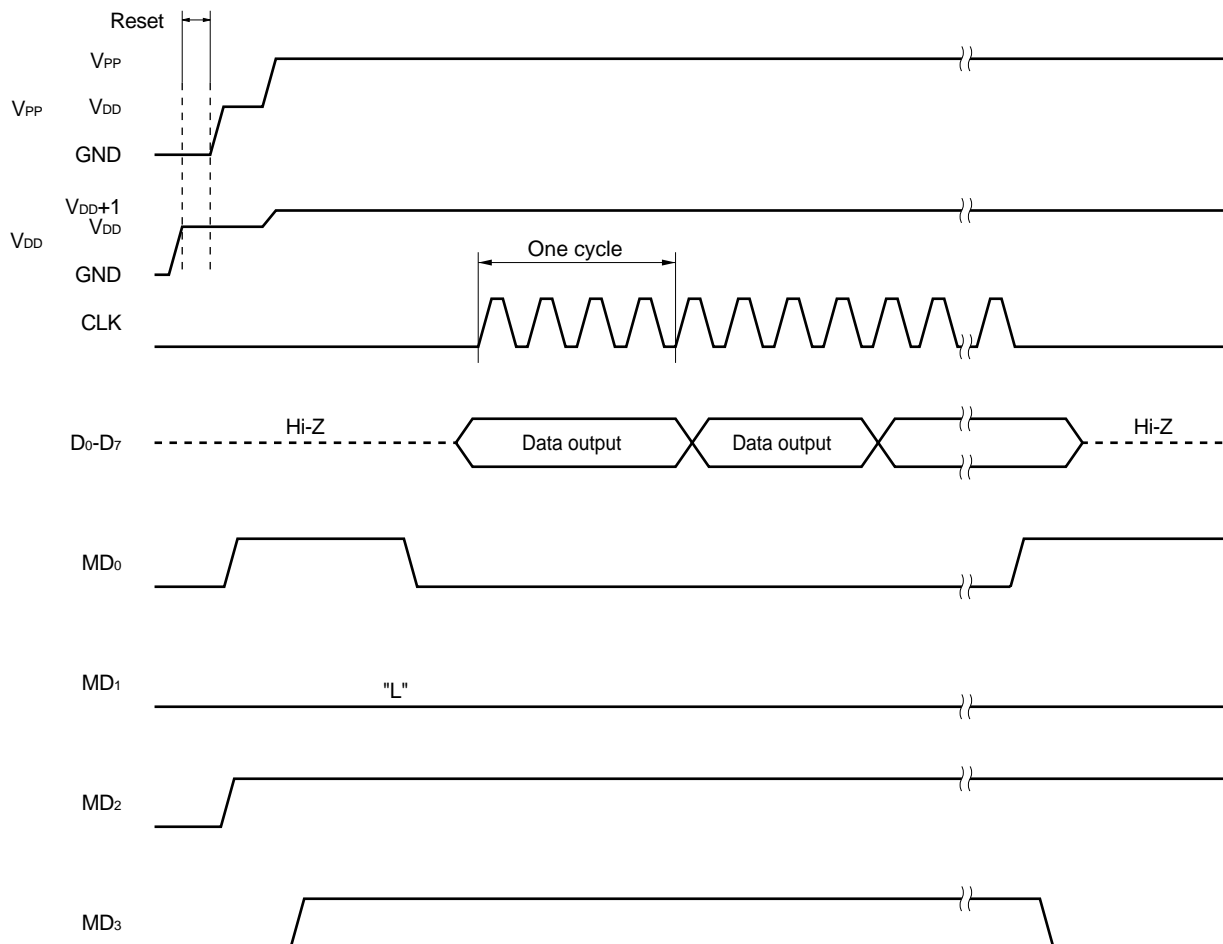 Reset
VPP
VPP VDD
GND
VDD+1
VDD VDD
GND
One cycle
CLK
D0-D7 Hi-Z Data output Data output Hi-Z
MD0
MD1 "L"
MD2
MD3